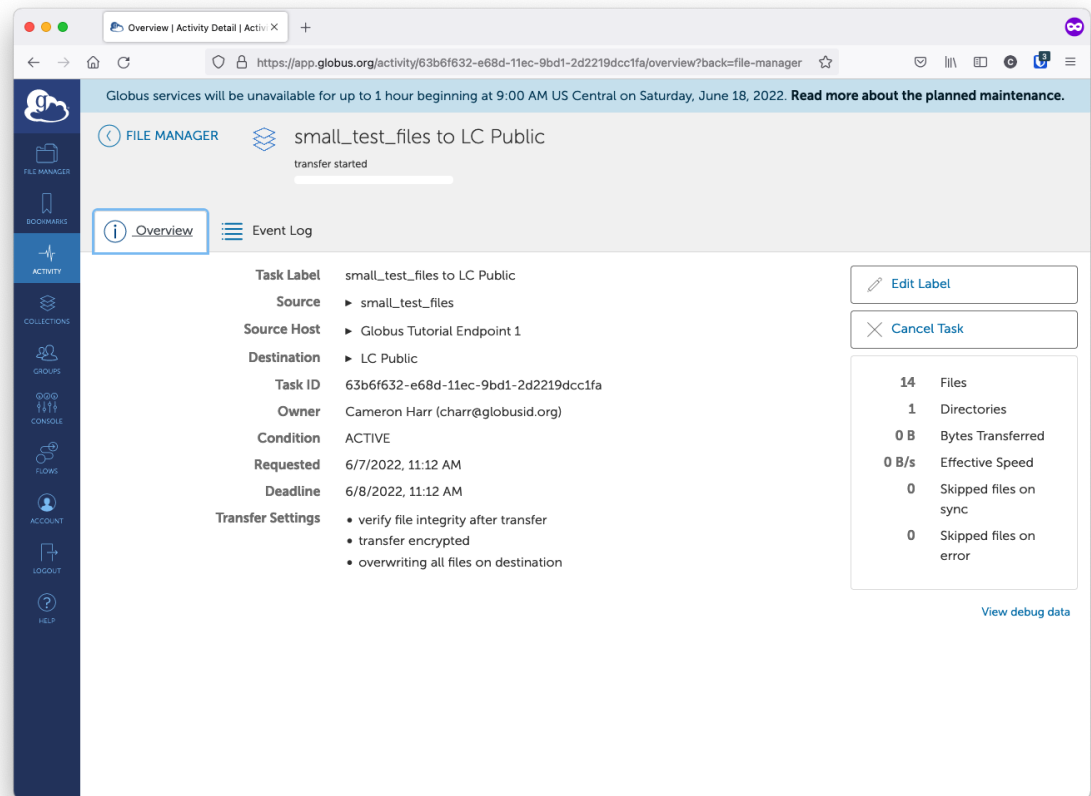 Overview | Activity Detail | Activi
https://app.globus.org/activity/63b6f632-e68d-11ec-9bd1-2d2219dcc1fa/overview?back=file-manager
3
Globus services will be unavailable for up to 1 hour beginning at 9:00 AM US Central on Saturday, June 18, 2022. Read more about the planned maintenance.
g
FILE MANAGER
BOOKMARKS
ACTIVITY
COLLECTIONS
GROUPS
CONSOLE
FLOWS
ACCOUNT
LOGOUT
HELP
FILE MANAGER
small_test_files to LC Public
transfer started
Overview
Event Log
Task Label small_test_files to LC Public
Source small_test_files
Source Host Globus Tutorial Endpoint 1
Destination LC Public
Task ID 63b6f632-e68d-11ec-9bd1-2d2219dcc1fa
Owner Cameron Harr (charr@globusid.org)
Condition ACTIVE
Requested 6/7/2022, 11:12 AM
Deadline 6/8/2022, 11:12 AM
Transfer Settings • verify file integrity after transfer
• transfer encrypted
• overwriting all files on destination
Edit Label
Cancel Task
14 Files
1 Directories
0 B Bytes Transferred
0 B/s Effective Speed
0 Skipped files on
sync
0 Skipped files on
error
View debug data